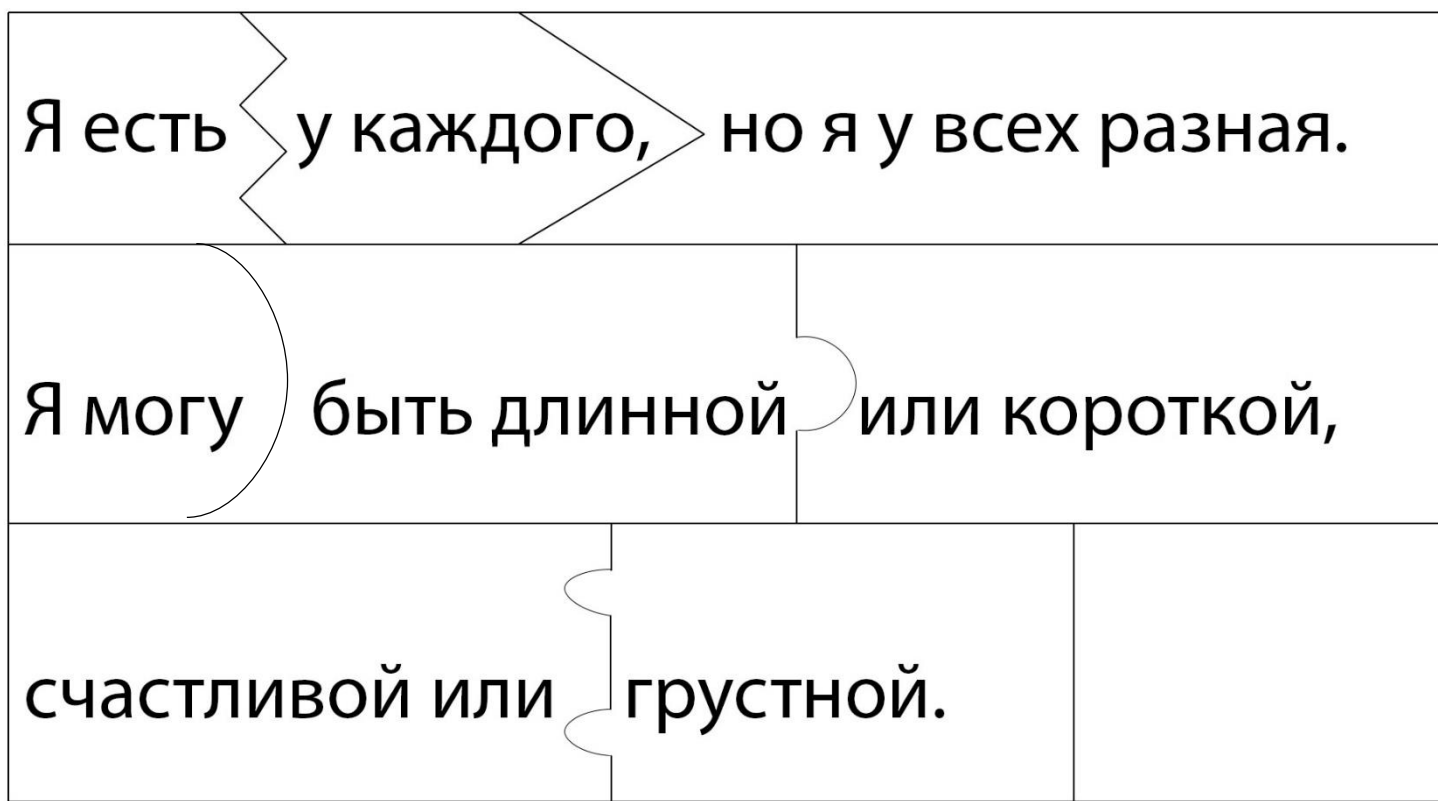 Я есть у каждого, но я у всех разная.
Я могу быть длинной или короткой,
счастливой или грустной.